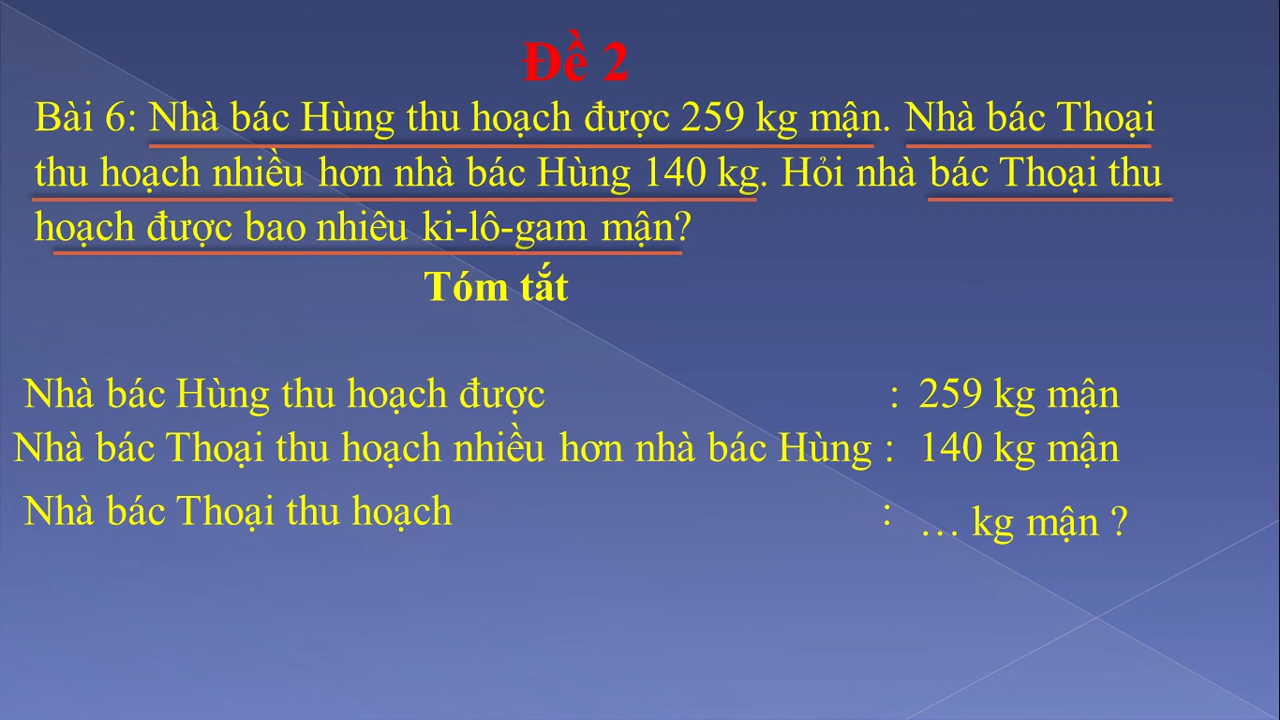 Đề 2
Bài 6: Nhà bác Hùng thu hoạch được 259 kg mận. Nhà bác Thoại
thu hoạch nhiều hơn nhà bác Hùng 140 kg. Hỏi nhà bác Thoại thu
hoạch được bao nhiêu ki-lô-gam mận?
Tóm tắt
Nhà bác Hùng thu hoạch được : 259 kg mận
Nhà bác Thoại thu hoạch nhiều hơn nhà bác Hùng : 140 kg mận
Nhà bác Thoại thu hoạch : … kg mận ?